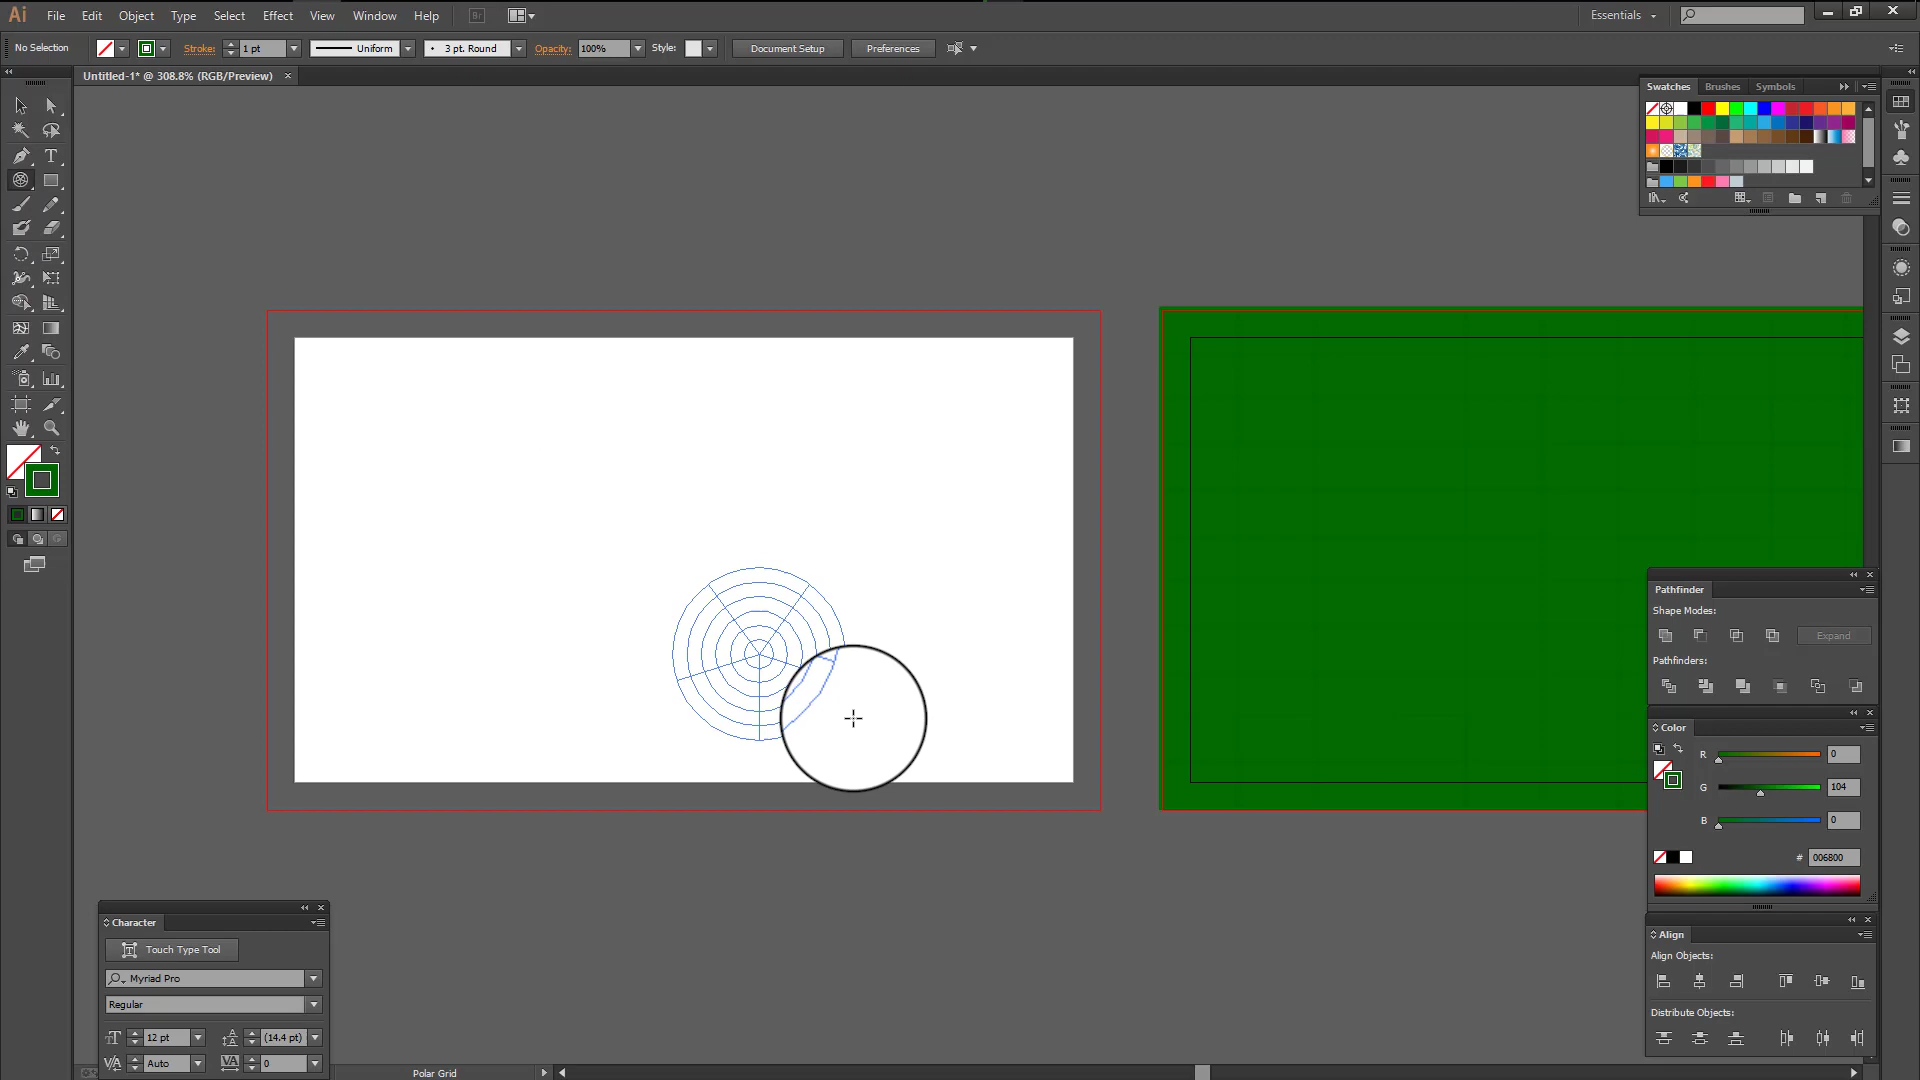 Ai File Edit Object Type Select Effect View Window Help Br Essentials
No Selection Stroke: 1 pt Uniform 3 pt. Round Opacity: 100% Style: Document Setup Preferences
Untitled-1* @ 308.8% (RGB/Preview)
Swatches Brushes Symbols
Pathfinder
Shape Modes:
Expand
Pathfinders:
Color
R 0
G 104
B 0
# 006800
Align
Align Objects:
Distribute Objects:
Character
Touch Type Tool
Myriad Pro
Regular
12 pt (14.4 pt)
Auto 0
Polar Grid